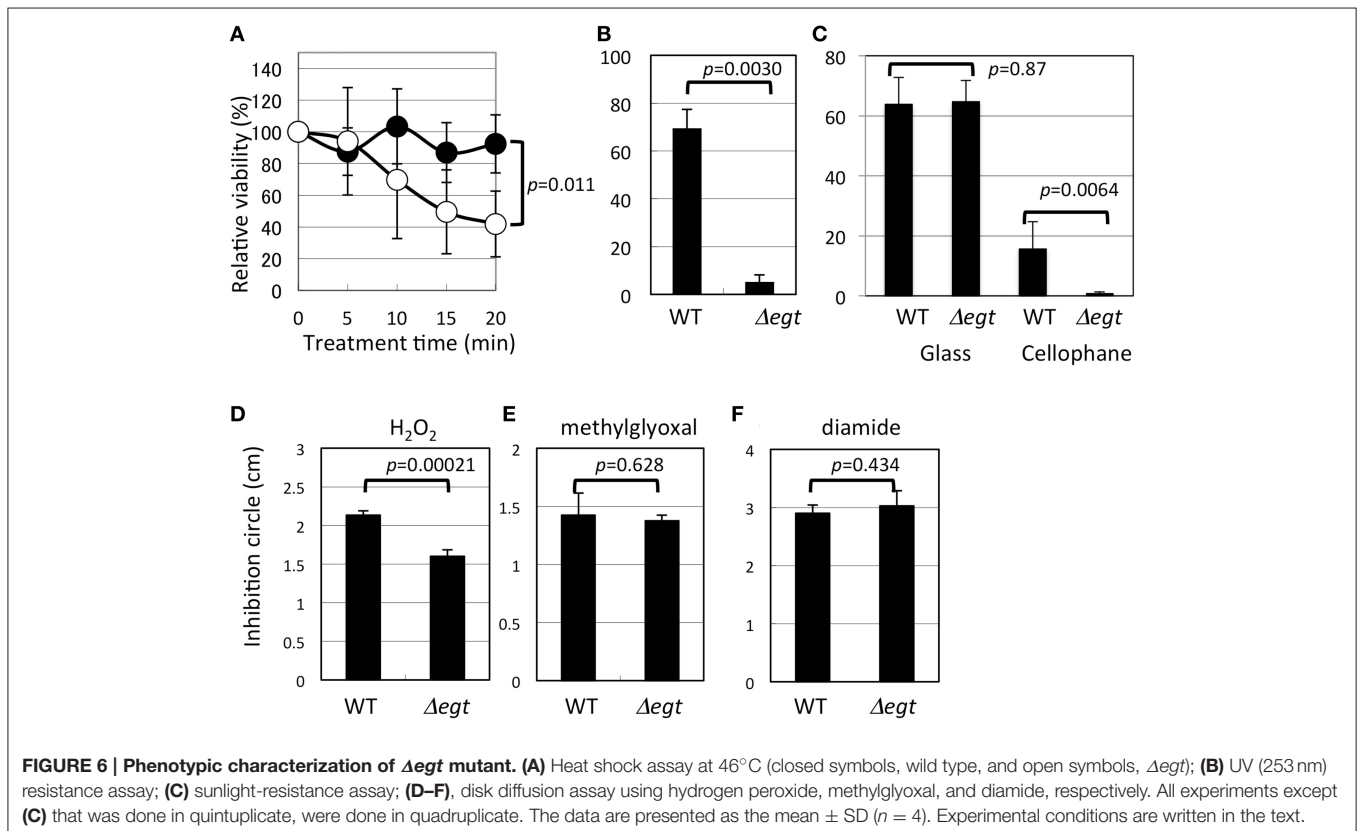 A
Relative viability (%)
140
120
100
80
60
40
20
0
0 5 10 15 20
Treatment time (min)
p=0.011
B
100
80
60
40
20
0
p=0.0030
WT Δegt
C
80
60
40
20
0
p=0.87
p=0.0064
WT Δegt WT Δegt
Glass Cellophane
D
H₂O₂
Inhibition circle (cm)
3
2.5
2
1.5
1
0.5
0
p=0.00021
WT Δegt
E
methylglyoxal
2
1.5
1
0.5
0
p=0.628
WT Δegt
F
diamide
4
3
2
1
0
p=0.434
WT Δegt
FIGURE 6 | Phenotypic characterization of Δegt mutant. (A) Heat shock assay at 46°C (closed symbols, wild type, and open symbols, Δegt); (B) UV (253 nm)
resistance assay; (C) sunlight-resistance assay; (D–F), disk diffusion assay using hydrogen peroxide, methylglyoxal, and diamide, respectively. All experiments except
(C) that was done in quintuplicate, were done in quadruplicate. The data are presented as the mean ± SD (n = 4). Experimental conditions are written in the text.